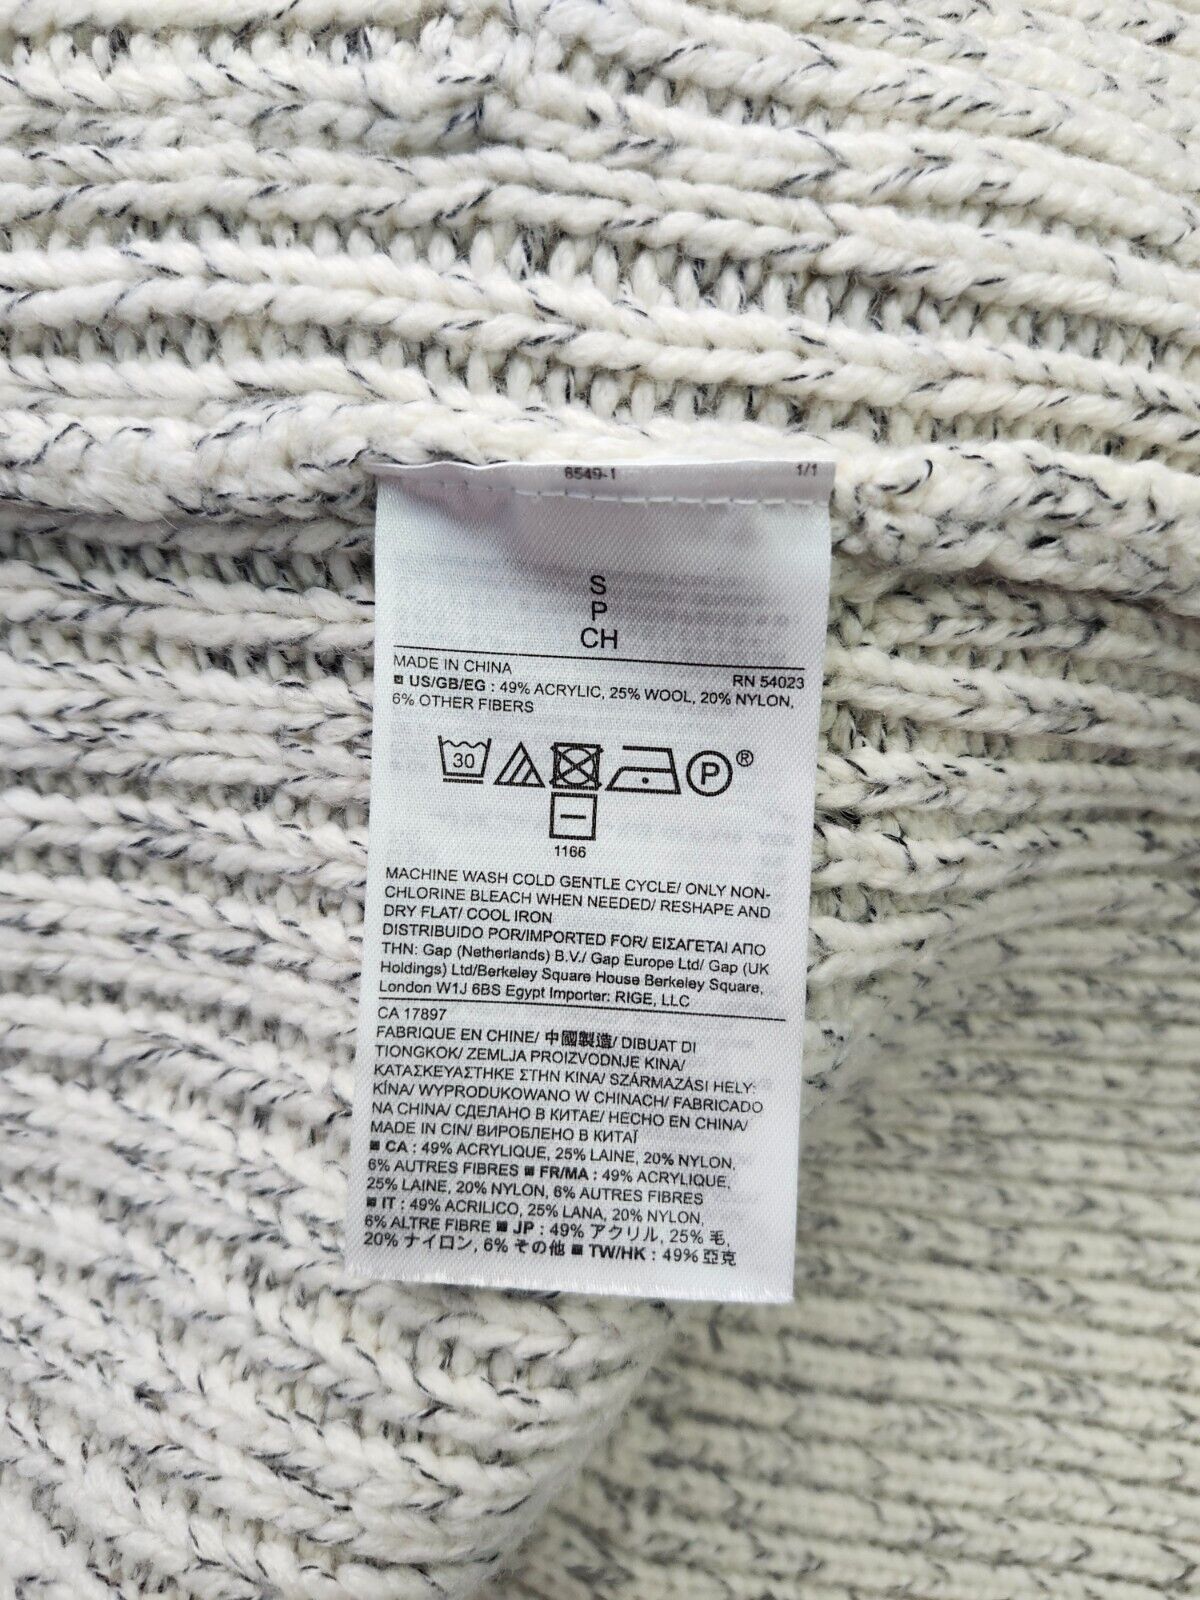 8549-1 1/1
S
P
CH
MADE IN CHINA RN 54023
▪ US/GB/EG : 49% ACRYLIC, 25% WOOL, 20% NYLON,
6% OTHER FIBERS
30 P ®
1166
MACHINE WASH COLD GENTLE CYCLE/ ONLY NON-
CHLORINE BLEACH WHEN NEEDED/ RESHAPE AND
DRY FLAT/ COOL IRON
DISTRIBUIDO POR/IMPORTED FOR/ ΕΙΣΑΓΕΤΑΙ ΑΠΟ
THN: Gap (Netherlands) B.V./ Gap Europe Ltd/ Gap (UK
Holdings) Ltd/Berkeley Square House Berkeley Square,
London W1J 6BS Egypt Importer: RIGE, LLC
CA 17897
FABRIQUE EN CHINE/ 中國製造/ DIBUAT DI
TIONGKOK/ ZEMLJA PROIZVODNJE KINA/
ΚΑΤΑΣΚΕΥΑΣΤΗΚΕ ΣΤΗΝ ΚΙΝΑ/ SZÁRMAZÁSI HELY:
KÍNA/ WYPRODUKOWANO W CHINACH/ FABRICADO
NA CHINA/ СДЕЛАНО В КИТАЕ/ HECHO EN CHINA/
MADE IN CIN/ ВИРОБЛЕНО В КИТАЇ
▪ CA : 49% ACRYLIQUE, 25% LAINE, 20% NYLON,
6% AUTRES FIBRES ▪ FR/MA : 49% ACRYLIQUE,
25% LAINE, 20% NYLON, 6% AUTRES FIBRES
▪ IT : 49% ACRILICO, 25% LANA, 20% NYLON,
6% ALTRE FIBRE ▪ JP : 49% アクリル, 25% 毛,
20% ナイロン, 6% その他 ▪ TW/HK : 49% 亞克